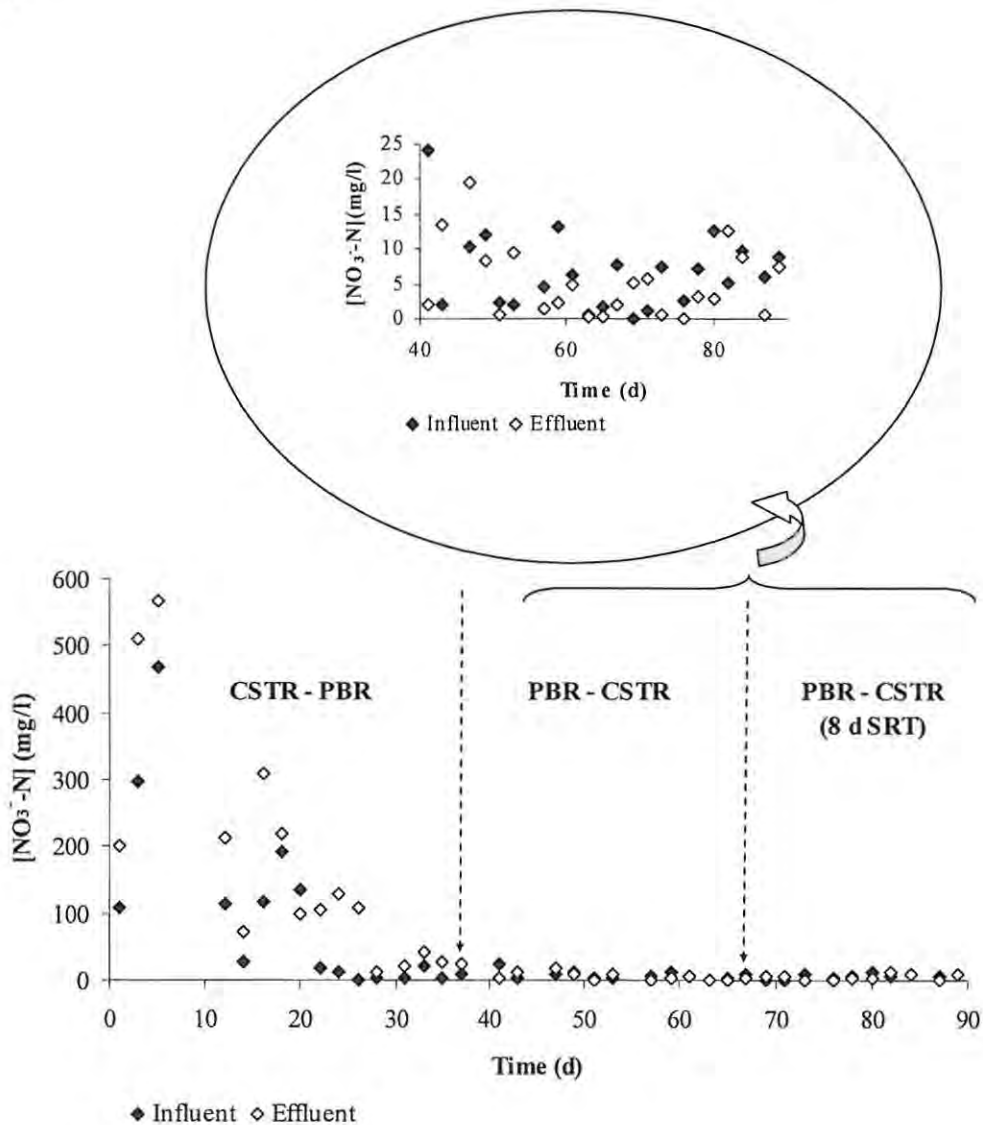 25
20
15
10
5
0
[NO₃⁻-N](mg/l)
40 60 80
Time (d)
Influent Effluent
600
500
400
300
200
100
0
[NO₃⁻-N] (mg/l)
CSTR - PBR PBR - CSTR PBR - CSTR
(8 d SRT)
0 10 20 30 40 50 60 70 80 90
Time (d)
Influent Effluent